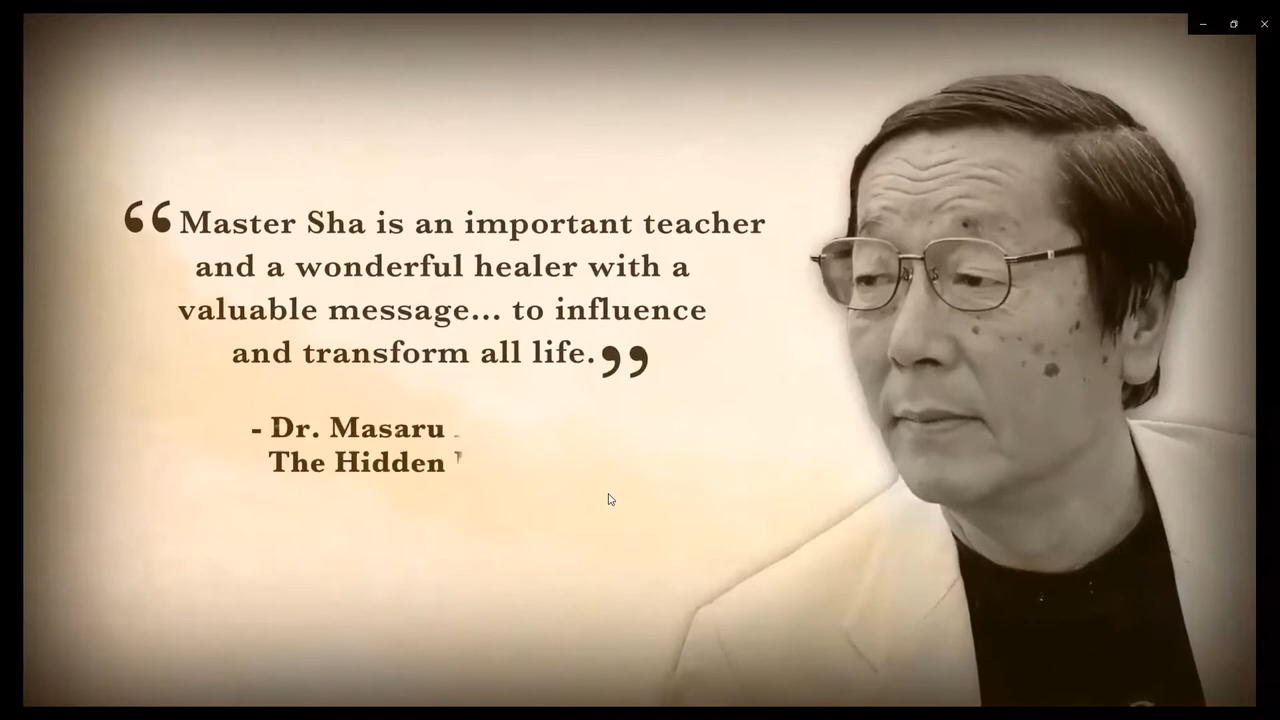 “Master Sha is an important teacher
and a wonderful healer with a
valuable message... to influence
and transform all life.”
- Dr. Masaru
The Hidden